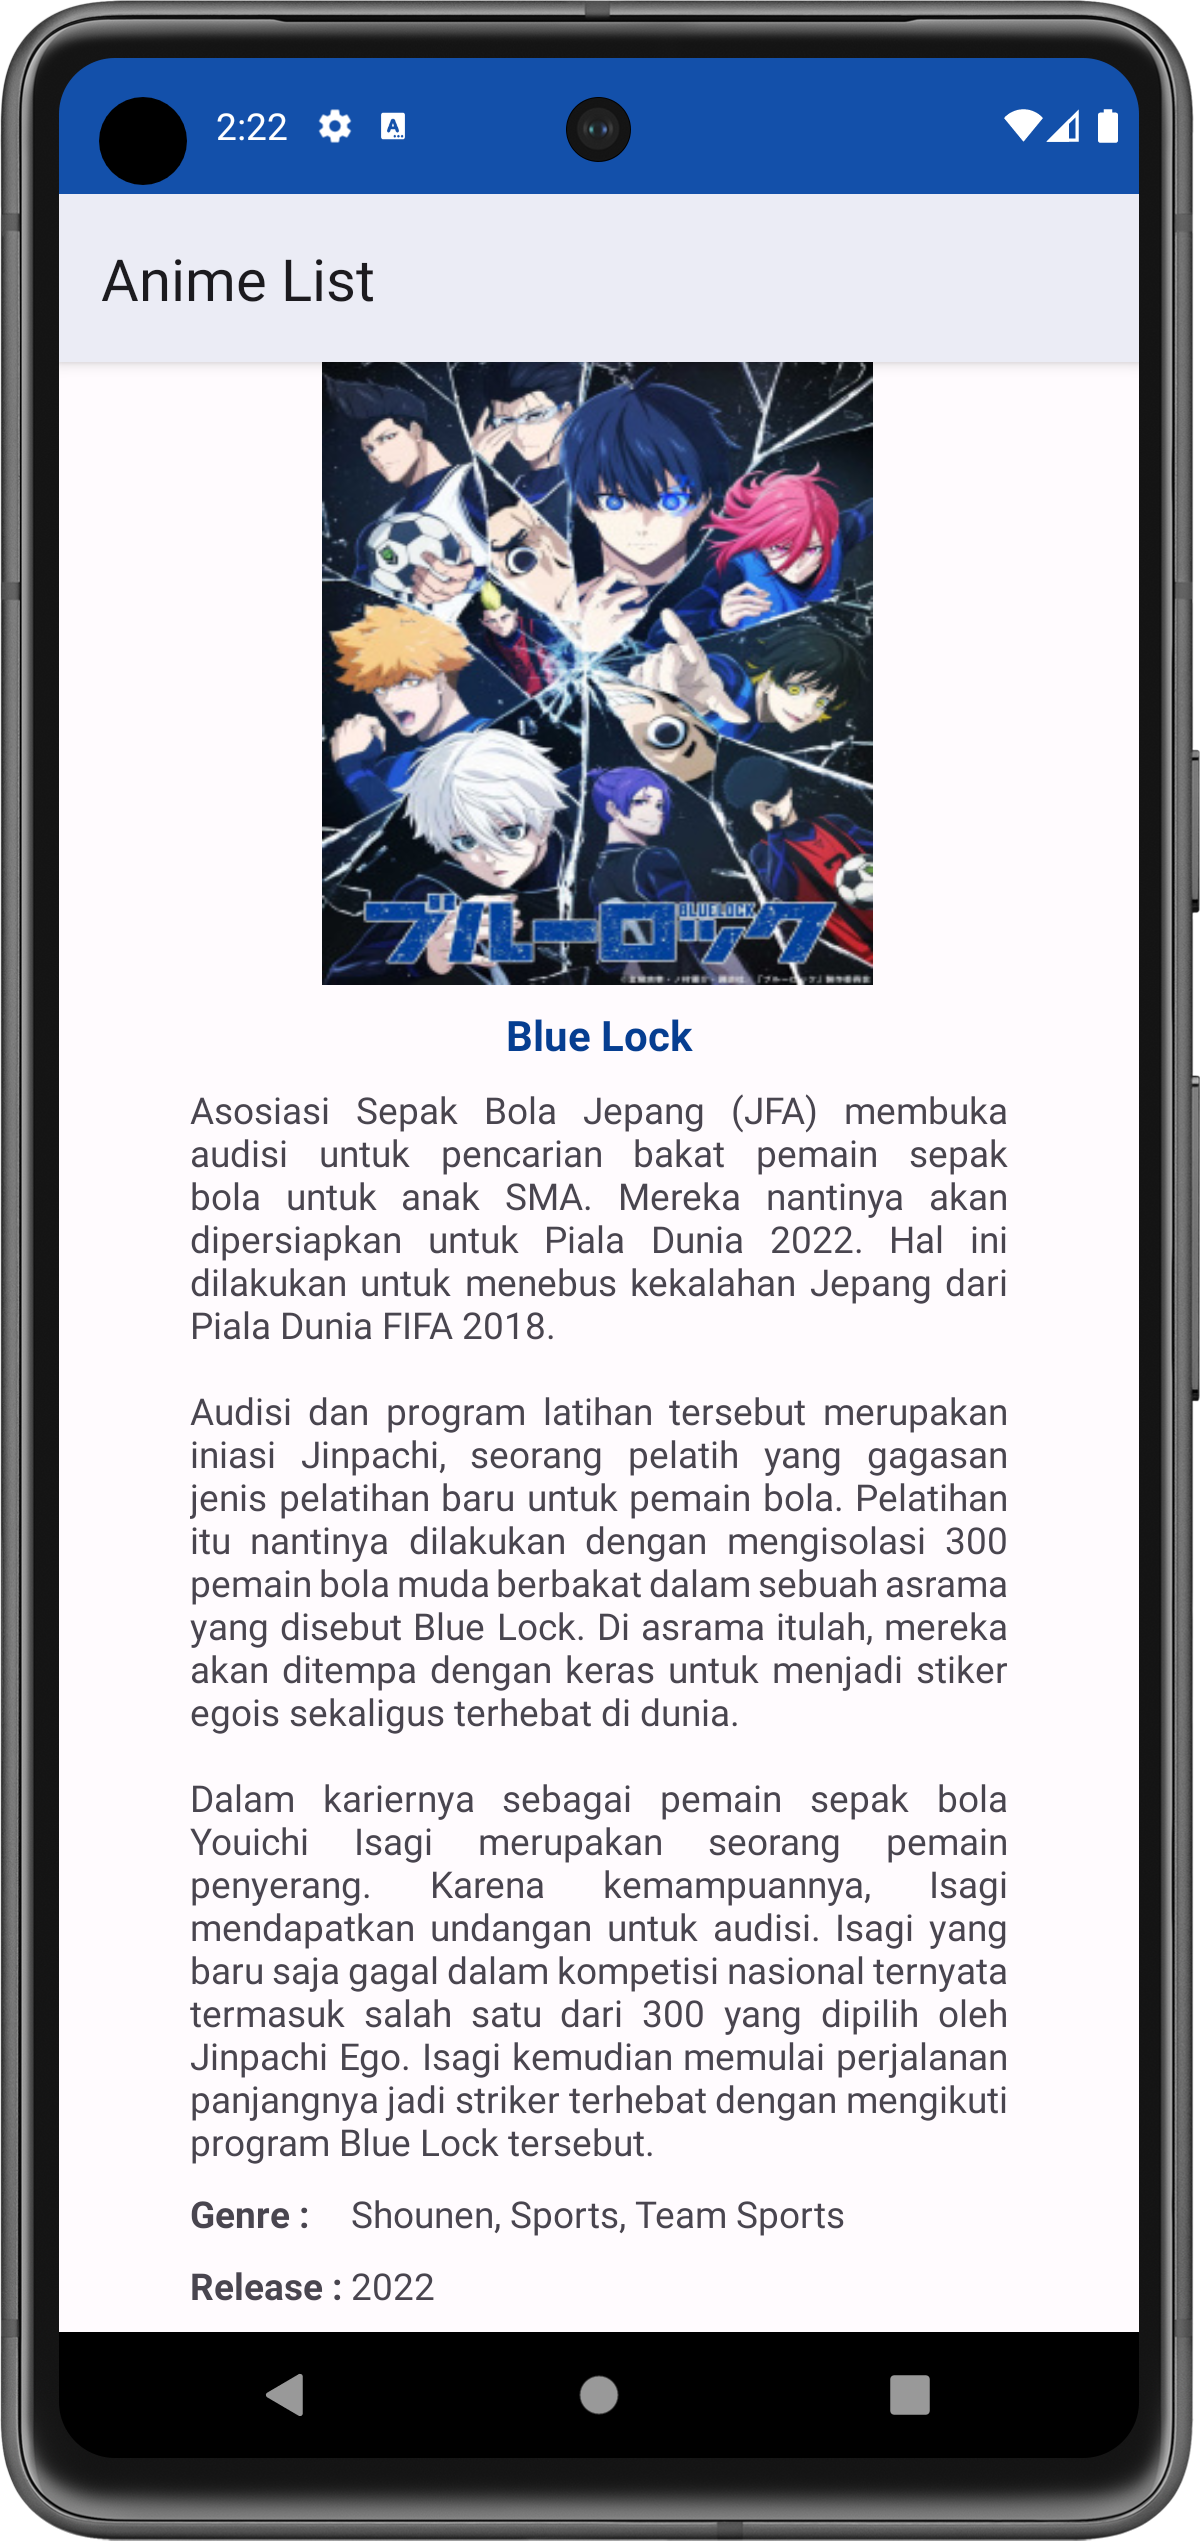 2:22
A
Anime List
BLUELOCK
ブルーロック
Blue Lock
Asosiasi Sepak Bola Jepang (JFA) membuka
audisi untuk pencarian bakat pemain sepak
bola untuk anak SMA. Mereka nantinya akan
dipersiapkan untuk Piala Dunia 2022. Hal ini
dilakukan untuk menebus kekalahan Jepang dari
Piala Dunia FIFA 2018.
Audisi dan program latihan tersebut merupakan
iniasi Jinpachi, seorang pelatih yang gagasan
jenis pelatihan baru untuk pemain bola. Pelatihan
itu nantinya dilakukan dengan mengisolasi 300
pemain bola muda berbakat dalam sebuah asrama
yang disebut Blue Lock. Di asrama itulah, mereka
akan ditempa dengan keras untuk menjadi stiker
egois sekaligus terhebat di dunia.
Dalam kariernya sebagai pemain sepak bola
Youichi Isagi merupakan seorang pemain
penyerang. Karena kemampuannya, Isagi
mendapatkan undangan untuk audisi. Isagi yang
baru saja gagal dalam kompetisi nasional ternyata
termasuk salah satu dari 300 yang dipilih oleh
Jinpachi Ego. Isagi kemudian memulai perjalanan
panjangnya jadi striker terhebat dengan mengikuti
program Blue Lock tersebut.
Genre : Shounen, Sports, Team Sports
Release : 2022